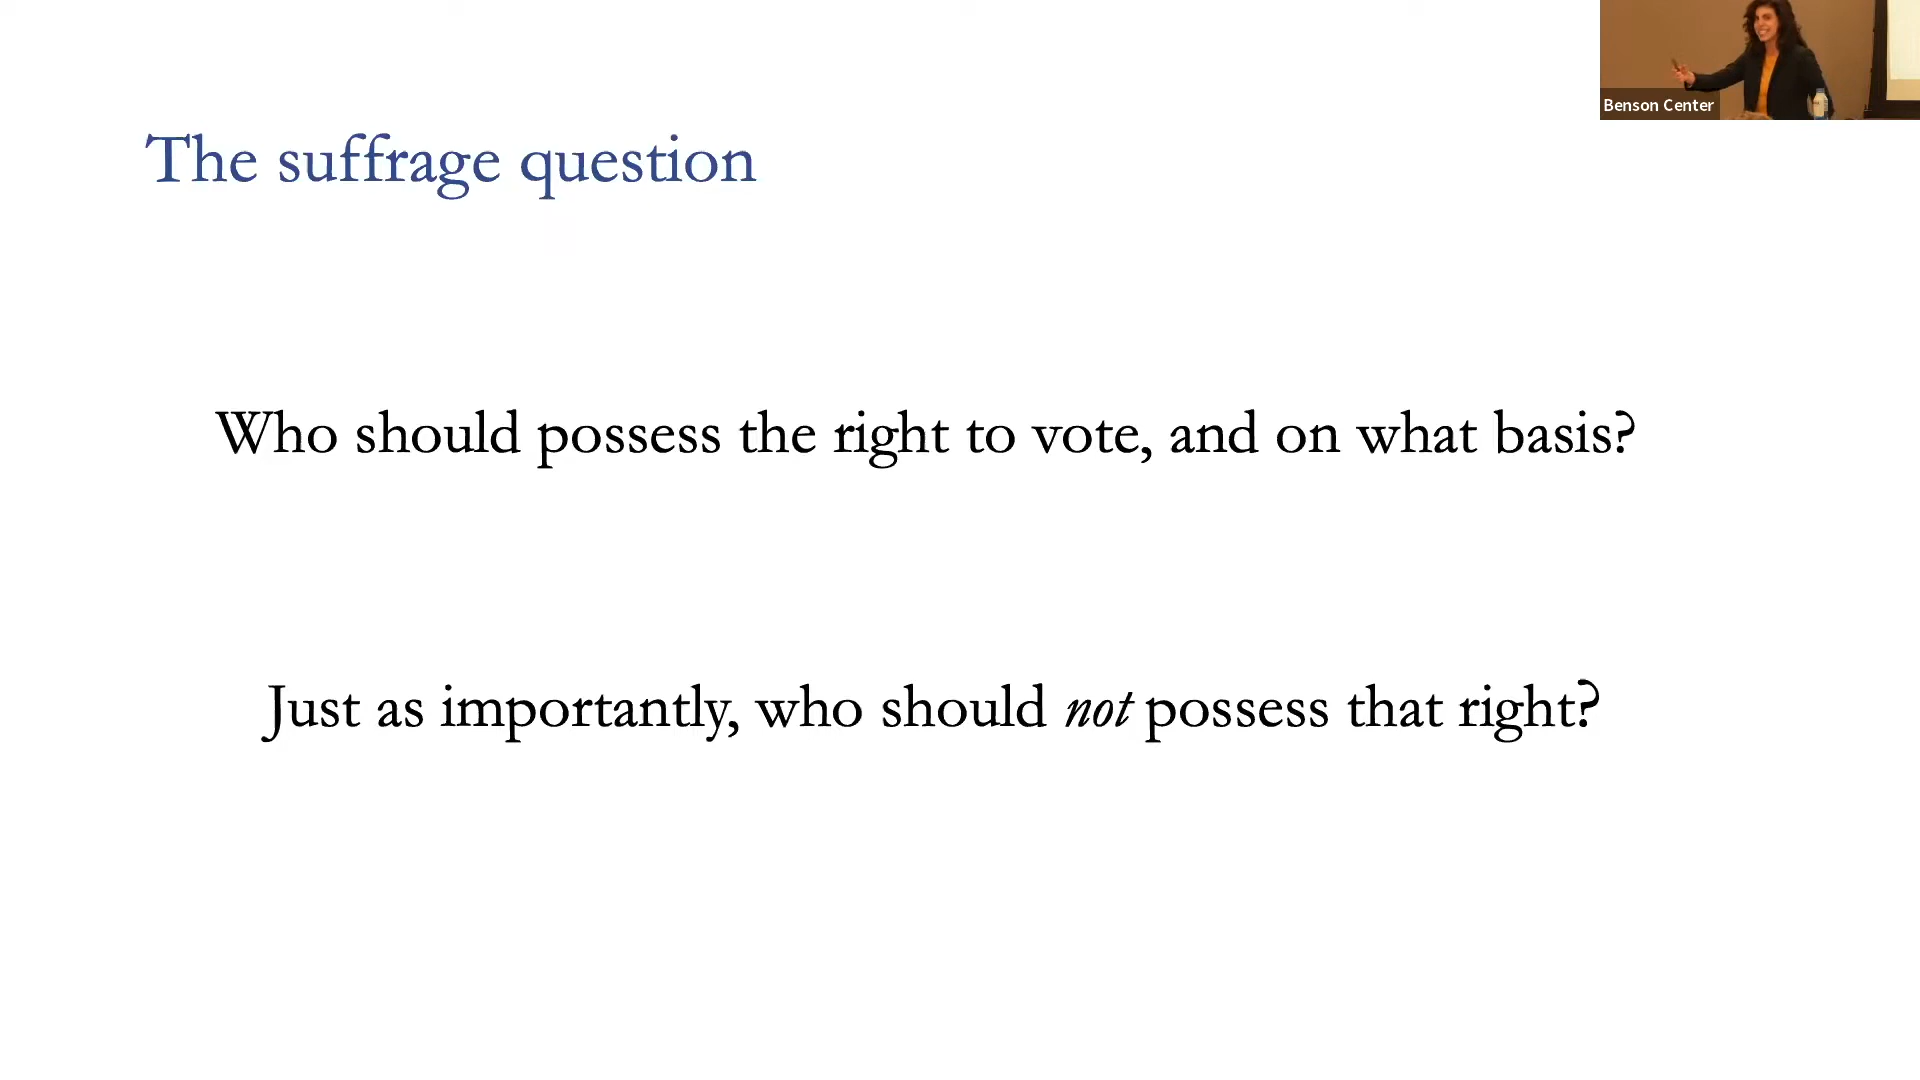 The suffrage question
Who should possess the right to vote, and on what basis?
Just as importantly, who should not possess that right?
Benson Center